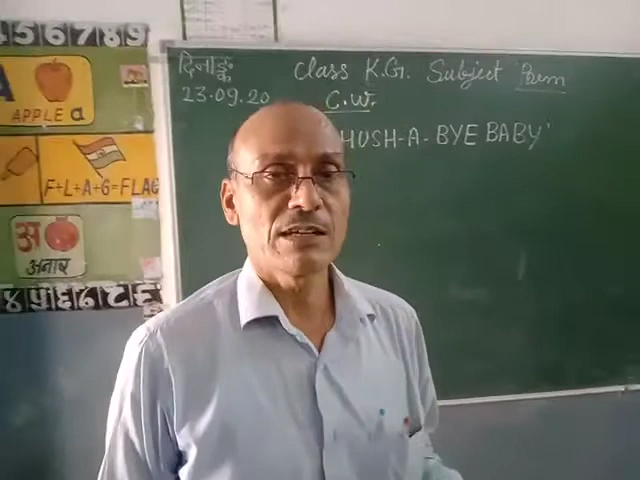 4 5 6 7 8 9
दिनाङ्क Class K.G. Subject Poem
23.09.20 C.W.
HUSH-A-BYE BABY'
APPLE a
F+L+A+G=FLAG
अ
अनार